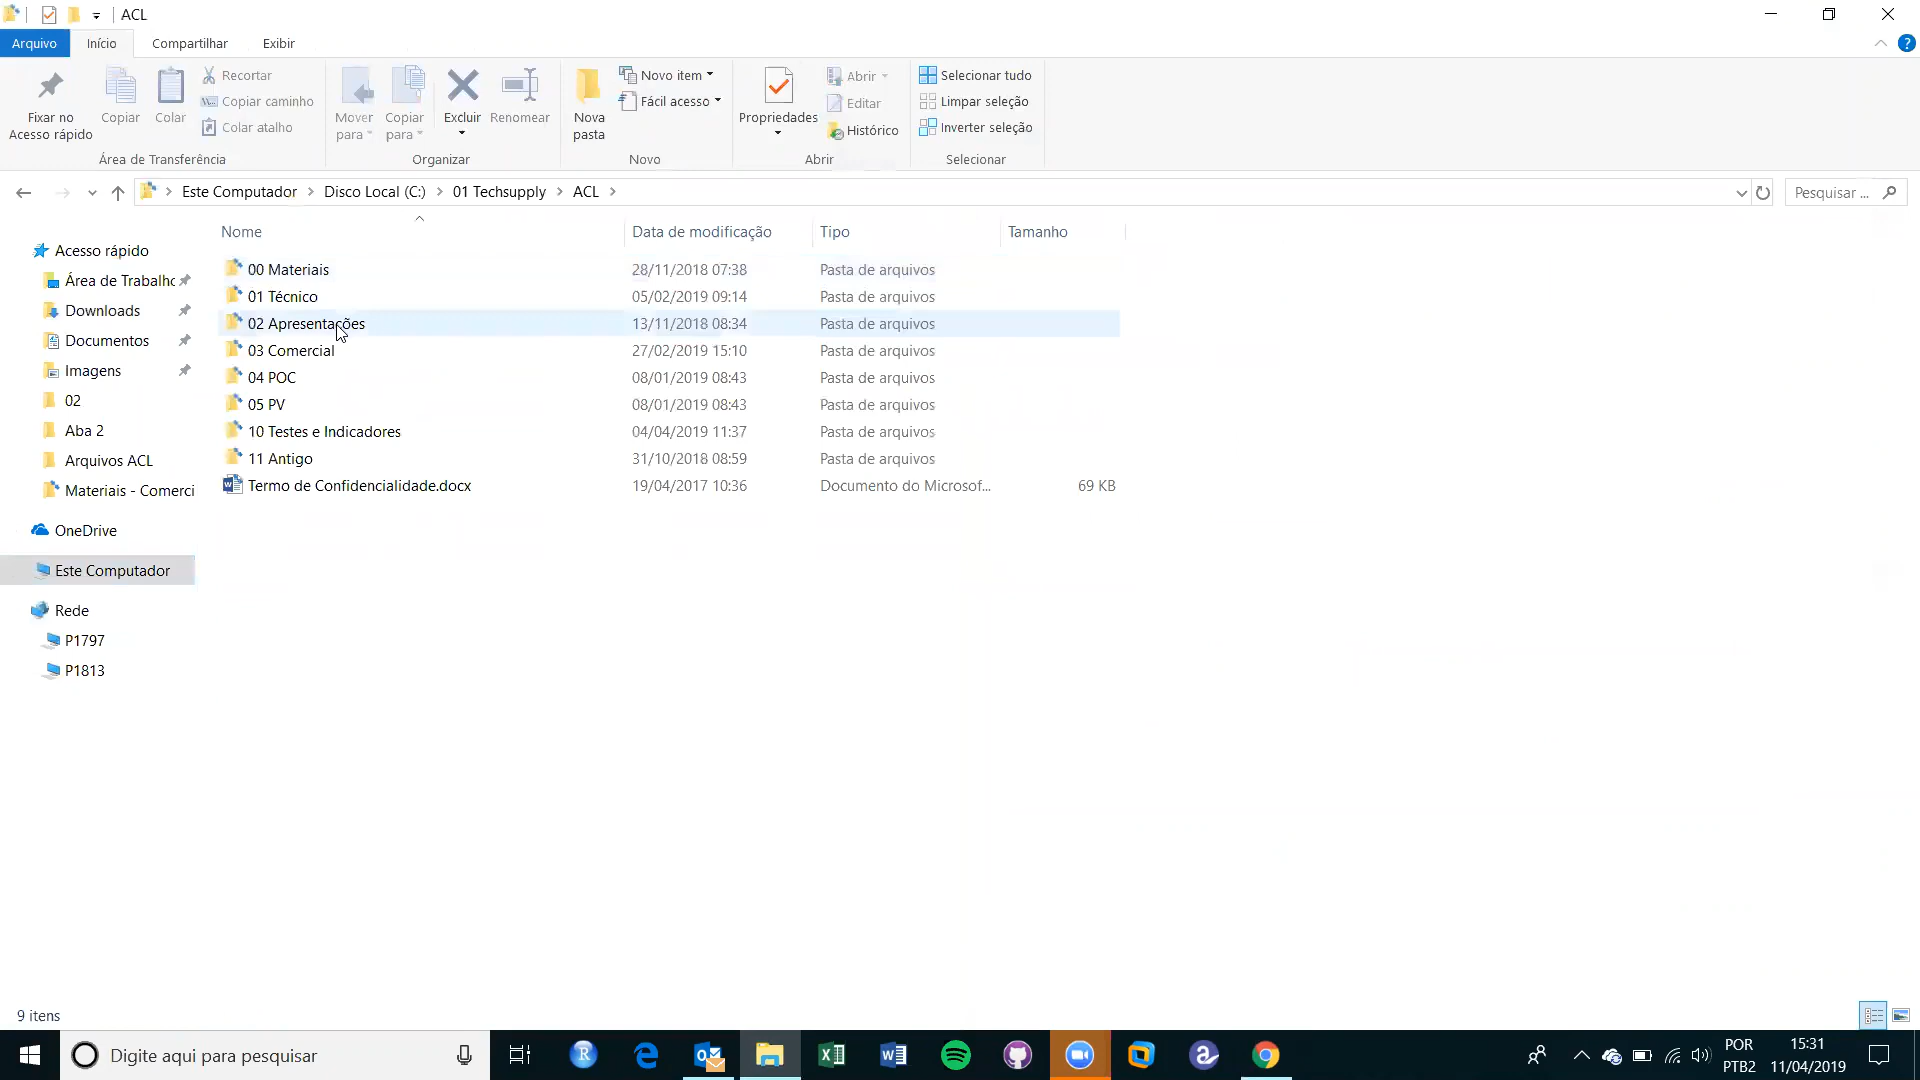 ACL
Arquivo Início Compartilhar Exibir
Fixar no Acesso rápido
Copiar
Colar
Recortar
Copiar caminho
Colar atalho
Área de Transferência
Mover para
Copiar para
Excluir
Renomear
Organizar
Nova pasta
Novo item
Fácil acesso
Novo
Propriedades
Abrir
Editar
Histórico
Abrir
Selecionar tudo
Limpar seleção
Inverter seleção
Selecionar
Este Computador Disco Local (C:) 01 Techsupply ACL Pesquisar ...
Nome Data de modificação Tipo Tamanho
00 Materiais 28/11/2018 07:38 Pasta de arquivos
01 Técnico 05/02/2019 09:14 Pasta de arquivos
02 Apresentações 13/11/2018 08:34 Pasta de arquivos
03 Comercial 27/02/2019 15:10 Pasta de arquivos
04 POC 08/01/2019 08:43 Pasta de arquivos
05 PV 08/01/2019 08:43 Pasta de arquivos
10 Testes e Indicadores 04/04/2019 11:37 Pasta de arquivos
11 Antigo 31/10/2018 08:59 Pasta de arquivos
Termo de Confidencialidade.docx 19/04/2017 10:36 Documento do Microsof... 69 KB
Acesso rápido
Área de Trabalho
Downloads
Documentos
Imagens
02
Aba 2
Arquivos ACL
Materiais - Comerci
OneDrive
Este Computador
Rede
P1797
P1813
9 itens
Digite aqui para pesquisar
POR
PTB2
15:31
11/04/2019